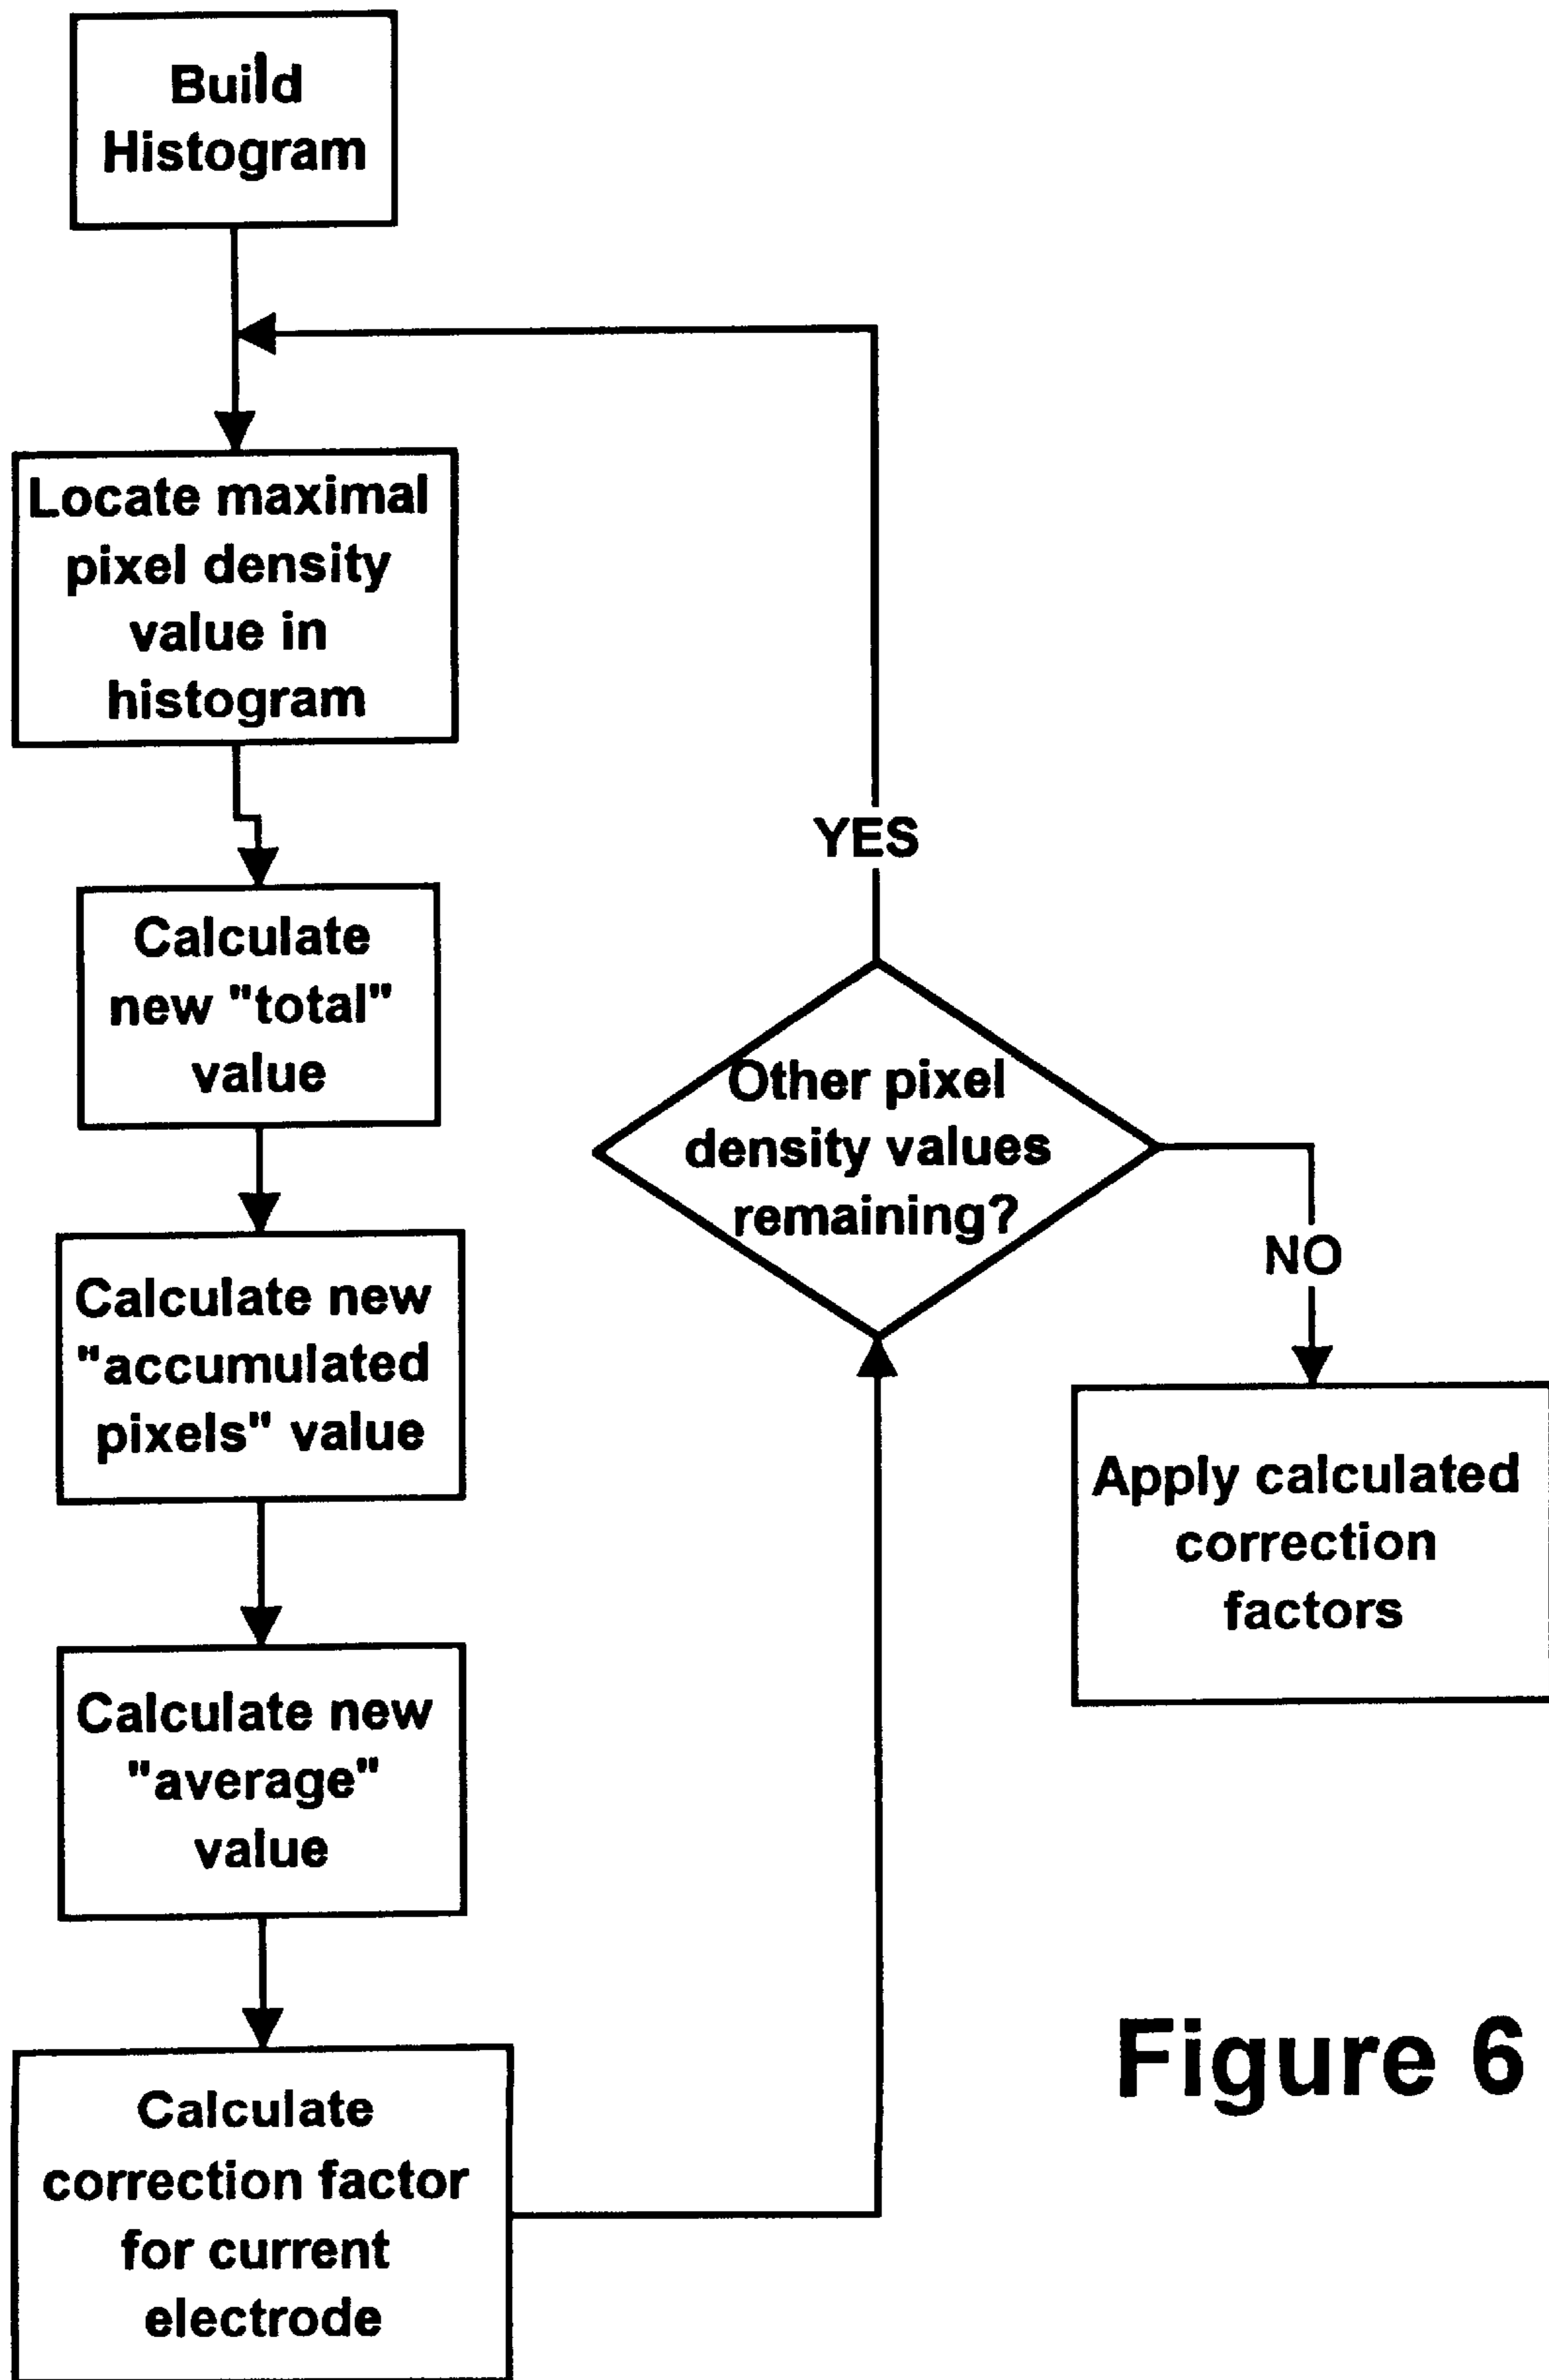 Build
Histogram
Locate maximal
pixel density
value in
histogram
Calculate
new "total"
value
Calculate new
"accumulated
pixels" value
Calculate new
"average"
value
Calculate
correction factor
for current
electrode
YES
Other pixel
density values
remaining?
NO
Apply calculated
correction
factors
Figure 6